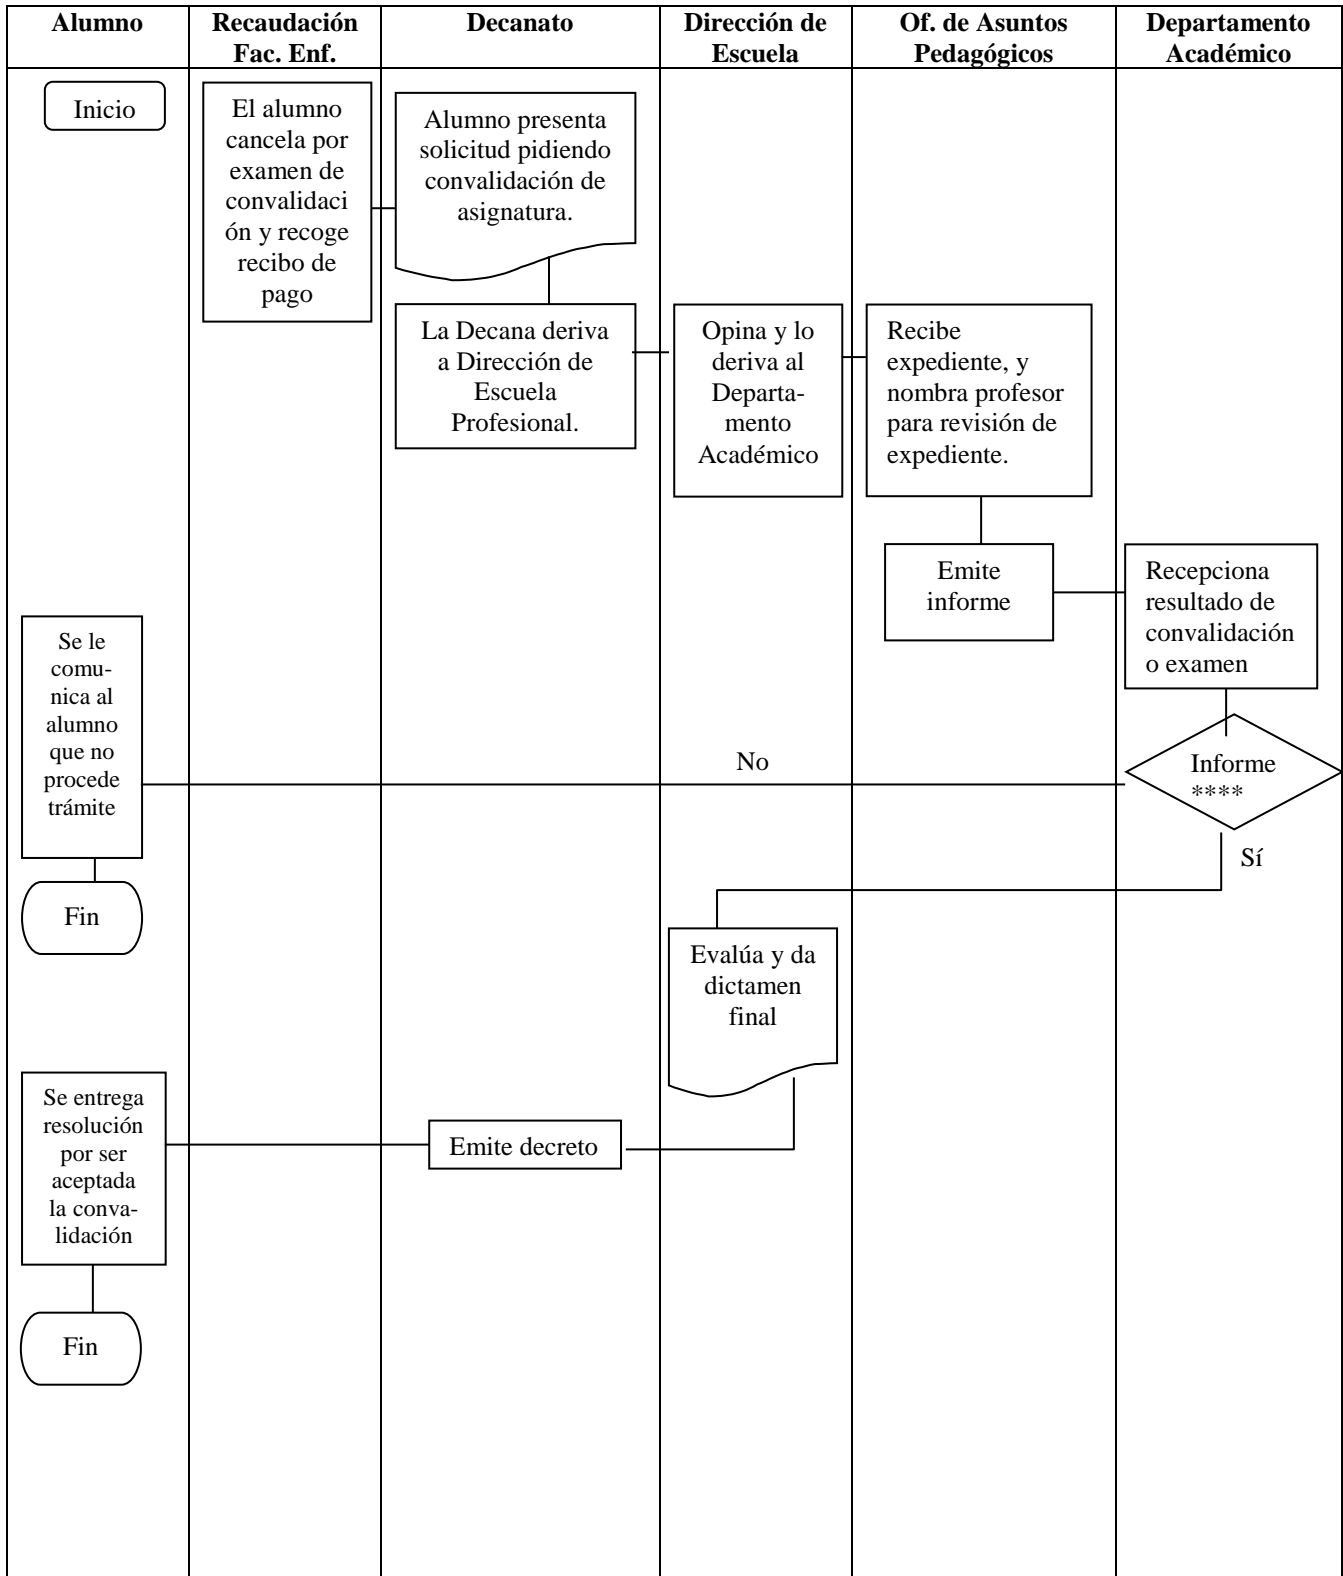 Alumno
Recaudación
Fac. Enf.
Decanato
Dirección de
Escuela
Of. de Asuntos
Pedagógicos
Departamento
Académico
Inicio
El alumno
cancela por
examen de
convalidaci
ón y recoge
recibo de
pago
Alumno presenta
solicitud pidiendo
convalidación de
asignatura.
La Decana deriva
a Dirección de
Escuela
Profesional.
Opina y lo
deriva al
Departa-
mento
Académico
Recibe
expediente, y
nombra profesor
para revisión de
expediente.
Emite
informe
Recepciona
resultado de
convalidación
o examen
Se le
comu-
nica al
alumno
que no
procede
trámite
No
Informe
****
Sí
Fin
Evalúa y da
dictamen
final
Se entrega
resolución
por ser
aceptada
la conva-
lidación
Emite decreto
Fin